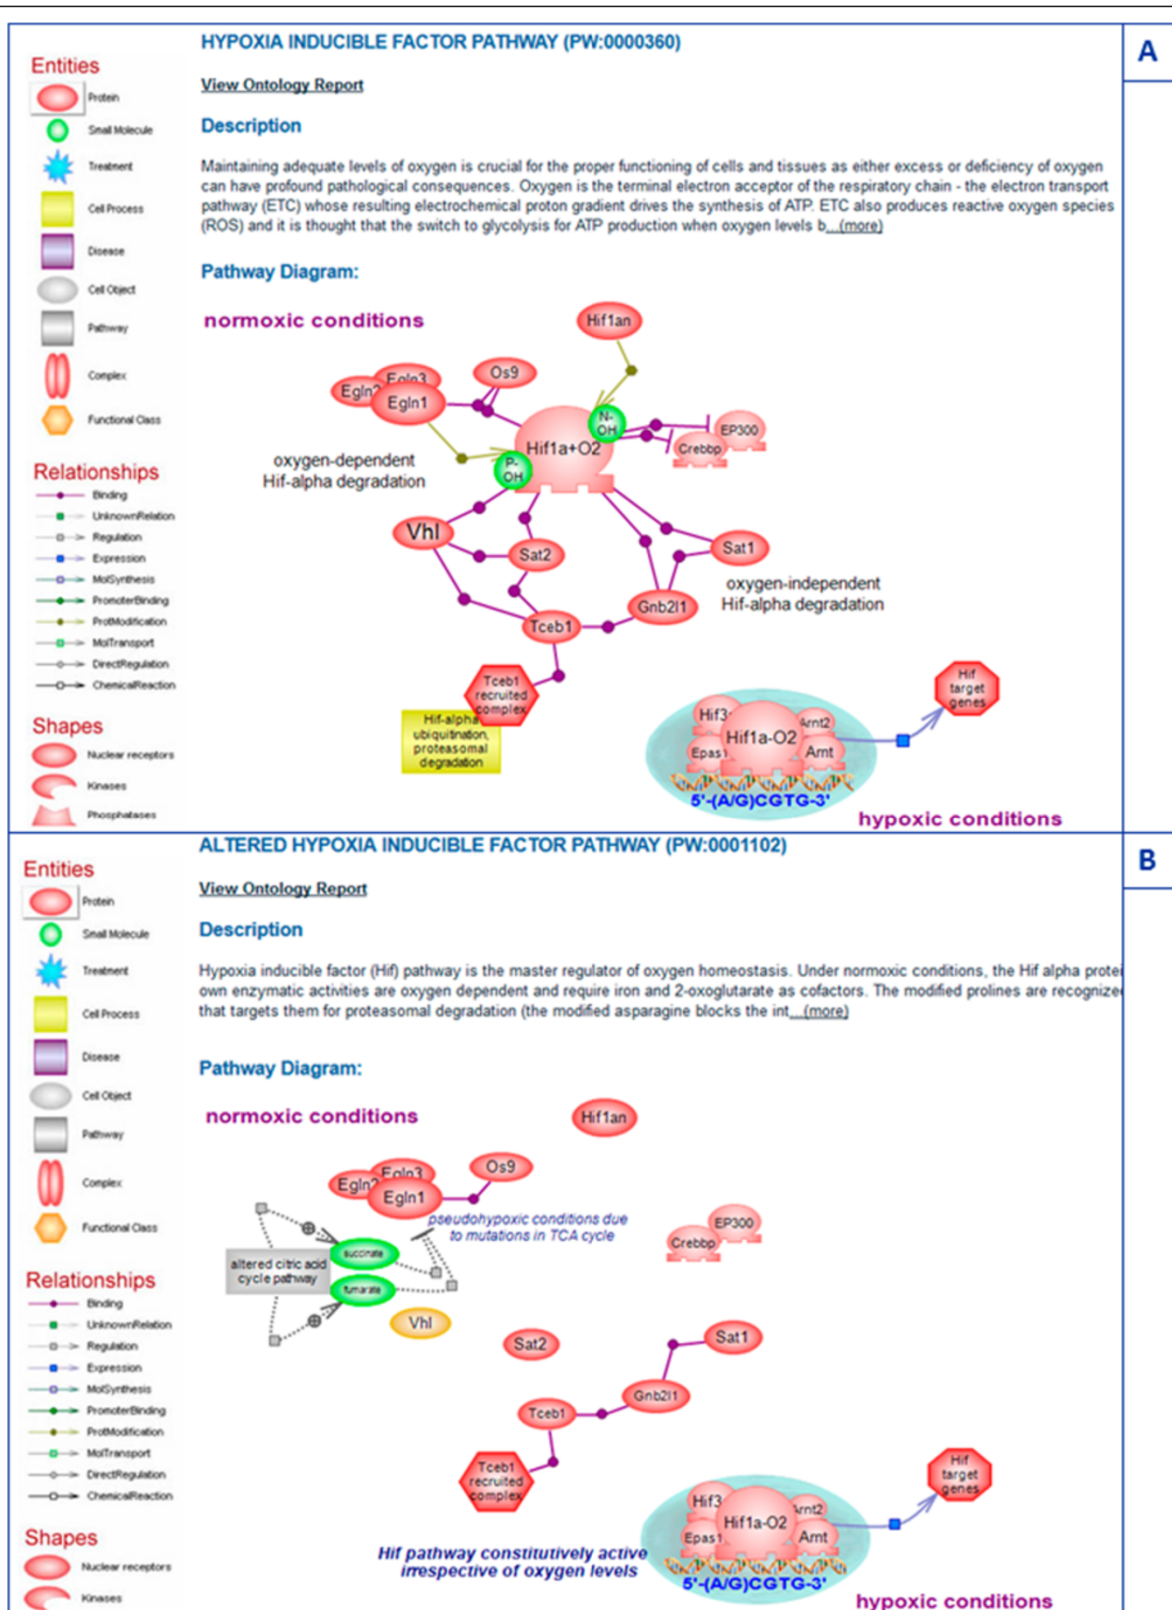 A
HYPOXIA INDUCIBLE FACTOR PATHWAY (PW:0000360)
View Ontology Report
Description
Maintaining adequate levels of oxygen is crucial for the proper functioning of cells and tissues as either excess or deficiency of oxygen
can have profound pathological consequences. Oxygen is the terminal electron acceptor of the respiratory chain - the electron transport
pathway (ETC) whose resulting electrochemical proton gradient drives the synthesis of ATP. ETC also produces reactive oxygen species
(ROS) and it is thought that the switch to glycolysis for ATP production when oxygen levels b...(more)
Pathway Diagram:
Entities
Protein
Small Molecule
Treatment
Cell Process
Disease
Cell Object
Pathway
Complex
Functional Class
Relationships
Binding
UnknownRelation
Regulation
Expression
MolSynthesis
PromoterBinding
ProtModification
MolTransport
DirectRegulation
ChemicalReaction
Shapes
Nuclear receptors
Kinases
Phosphatases
normoxic conditions
Hif1an
Os9
Egln3
Egln2
Egln1
N-
OH
EP300
Crebbp
Hif1a+O2
P-
OH
oxygen-dependent
Hif-alpha degradation
Vhl
Sat2
Sat1
oxygen-independent
Hif-alpha degradation
Gnb2l1
Tceb1
Tceb1
recruited
complex
Hif-alpha
ubiquitination,
proteasomal
degradation
Hif
target
genes
Hif3
Arnt2
Hif1a-O2
Epas1
Arnt
5'-(A/G)CGTG-3'
hypoxic conditions
B
ALTERED HYPOXIA INDUCIBLE FACTOR PATHWAY (PW:0001102)
View Ontology Report
Description
Hypoxia inducible factor (Hif) pathway is the master regulator of oxygen homeostasis. Under normoxic conditions, the Hif alpha protei
own enzymatic activities are oxygen dependent and require iron and 2-oxoglutarate as cofactors. The modified prolines are recognize
that targets them for proteasomal degradation (the modified asparagine blocks the int...(more)
Pathway Diagram:
Entities
Protein
Small Molecule
Treatment
Cell Process
Disease
Cell Object
Pathway
Complex
Functional Class
Relationships
Binding
UnknownRelation
Regulation
Expression
MolSynthesis
PromoterBinding
ProtModification
MolTransport
DirectRegulation
ChemicalReaction
Shapes
Nuclear receptors
Kinases
normoxic conditions
Hif1an
Os9
Egln3
Egln2
Egln1
pseudohypoxic conditions due
to mutations in TCA cycle
EP300
Crebbp
succinate
altered citric acid
cycle pathway
fumarate
Vhl
Sat2
Sat1
Gnb2l1
Tceb1
Tceb1
recruited
complex
Hif
target
genes
Hif3
Arnt2
Hif1a-O2
Epas1
Arnt
5'-(A/G)CGTG-3'
Hif pathway constitutively active
irrespective of oxygen levels
hypoxic conditions